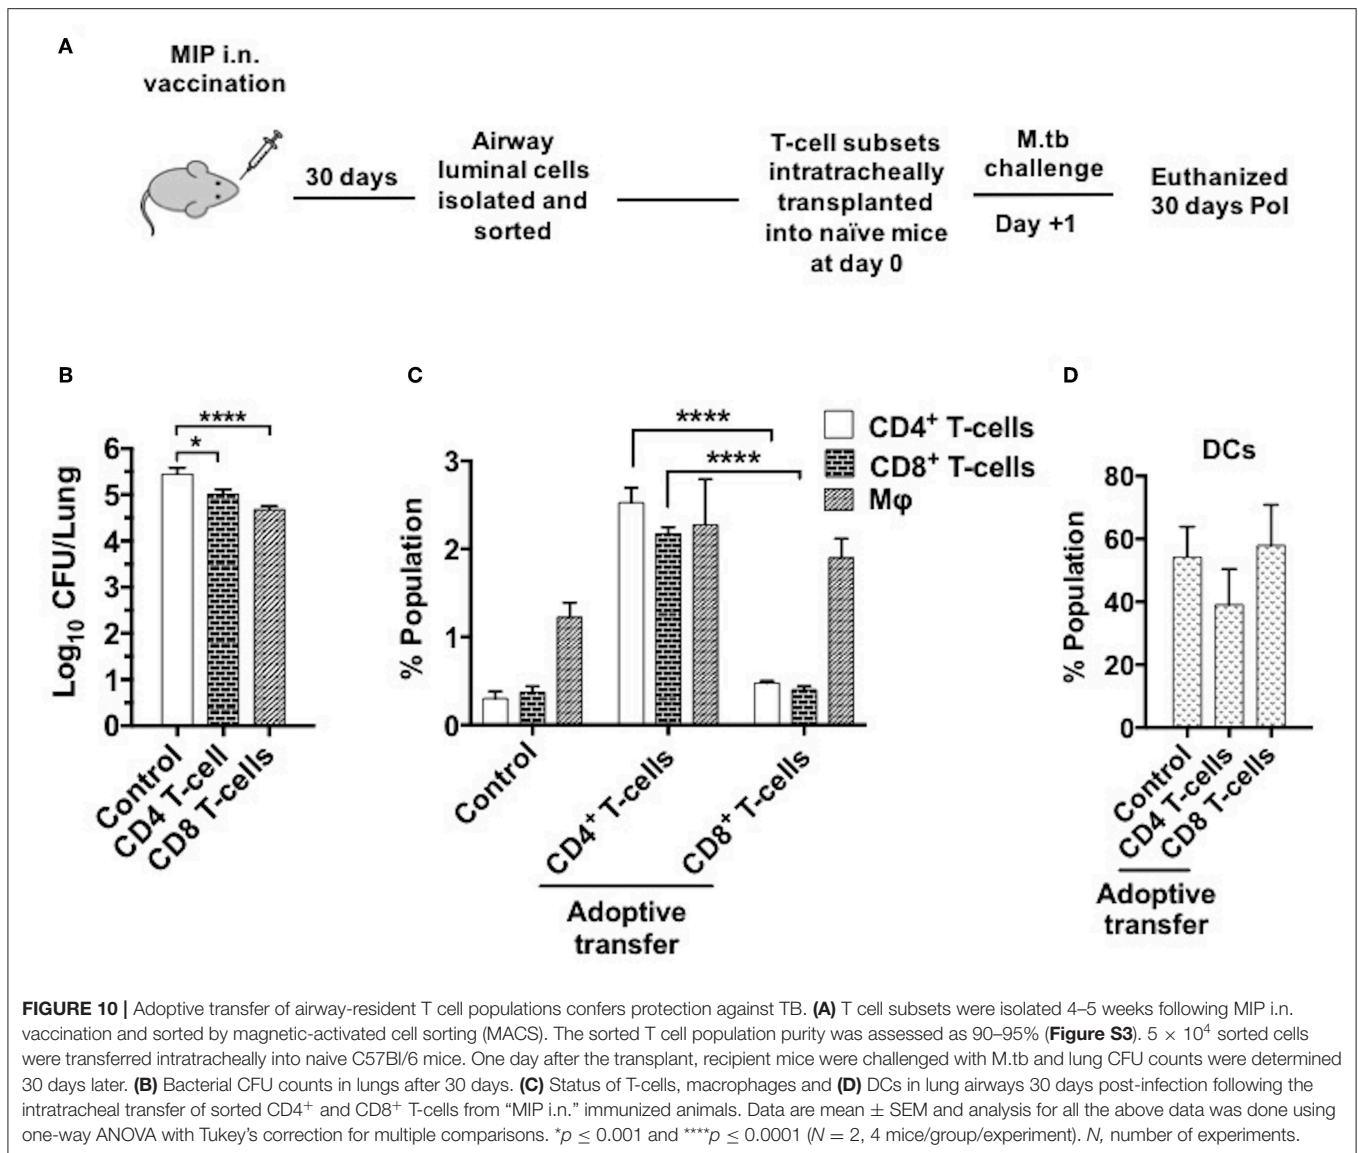 A
MIP i.n.
vaccination
30 days
Airway
luminal cells
isolated and
sorted
T-cell subsets
intratracheally
transplanted
into naïve mice
at day 0
M.tb
challenge
Day +1
Euthanized
30 days PoI
B
****
*
Log10 CFU/Lung
6
5
4
3
2
1
0
Control
CD4 T-cell
CD8 T-cells
C
****
****
CD4+ T-cells
CD8+ T-cells
Mφ
% Population
3
2
1
0
Control
CD4+ T-cells
CD8+ T-cells
Adoptive
transfer
D
DCs
% Population
80
60
40
20
0
Control
CD4 T-cells
CD8 T-cells
Adoptive
transfer
FIGURE 10 | Adoptive transfer of airway-resident T cell populations confers protection against TB. (A) T cell subsets were isolated 4–5 weeks following MIP i.n.
vaccination and sorted by magnetic-activated cell sorting (MACS). The sorted T cell population purity was assessed as 90–95% (Figure S3). 5 × 10⁴ sorted cells
were transferred intratracheally into naive C57Bl/6 mice. One day after the transplant, recipient mice were challenged with M.tb and lung CFU counts were determined
30 days later. (B) Bacterial CFU counts in lungs after 30 days. (C) Status of T-cells, macrophages and (D) DCs in lung airways 30 days post-infection following the
intratracheal transfer of sorted CD4+ and CD8+ T-cells from “MIP i.n.” immunized animals. Data are mean ± SEM and analysis for all the above data was done using
one-way ANOVA with Tukey’s correction for multiple comparisons. *p ≤ 0.001 and ****p ≤ 0.0001 (N = 2, 4 mice/group/experiment). N, number of experiments.